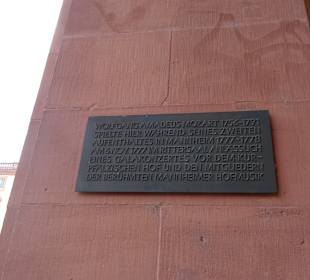 WOLFGANG AMADEUS MOZART 1756-1791
SPIELTE HIER WÄHREND SEINES ZWEITEN
AUFENTHALTES IN MANNHEIM 1777-1778
AM 6. NOV. 1777 IM RITTERSAAL ANLÄSSLICH
EINES GALAKONZERTES VOR DEM KUR-
PFÄLZISCHEN HOF UND DEN MITGLIEDERN
DER BERÜHMTEN MANNHEIMER HOFMUSIK